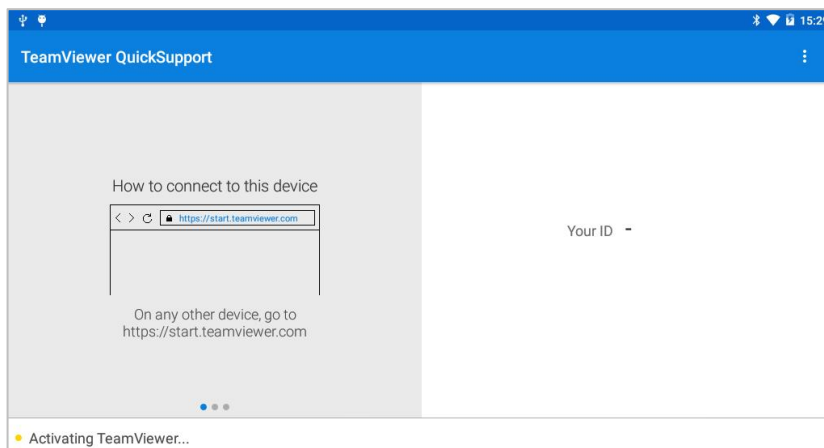 15:29
TeamViewer QuickSupport
How to connect to this device
https://start.teamviewer.com
On any other device, go to
https://start.teamviewer.com
Your ID -
Activating TeamViewer...